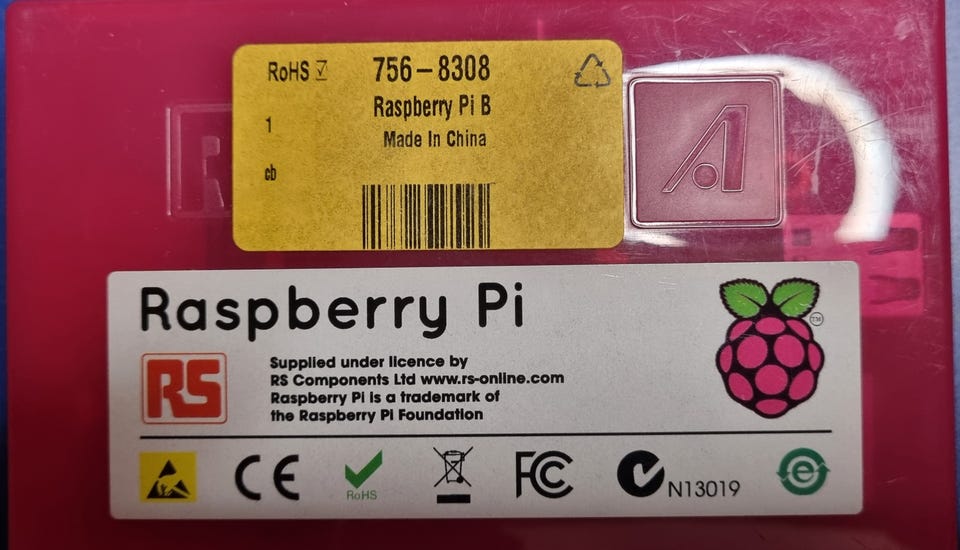 RoHS 756-8308
Raspberry Pi B
1
Made In China
cb
Raspberry Pi
TM
RS
Supplied under licence by
RS Components Ltd www.rs-online.com
Raspberry Pi is a trademark of
the Raspberry Pi Foundation
CE
RoHS
FC
N13019
e